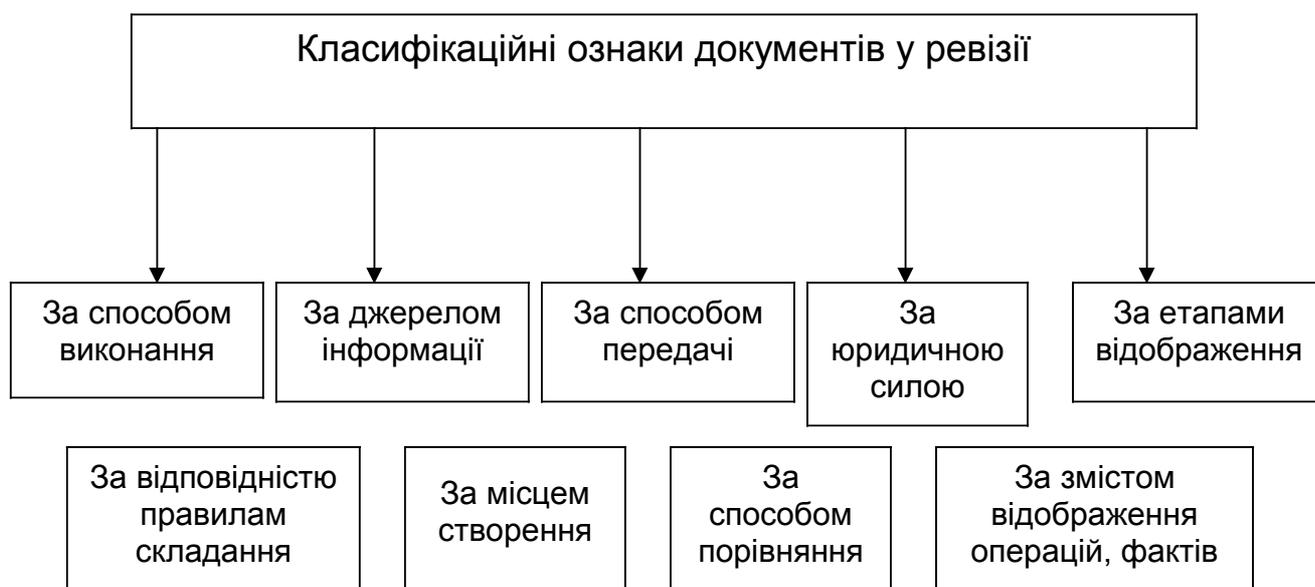 Класифікаційні ознаки документів у ревізії
За способом
виконання
За джерелом
інформації
За способом
передачі
За
юридичною
силою
За етапами
відображення
За відповідністю
правилам
складання
За місцем
створення
За
способом
порівняння
За змістом
відображення
операцій, фактів